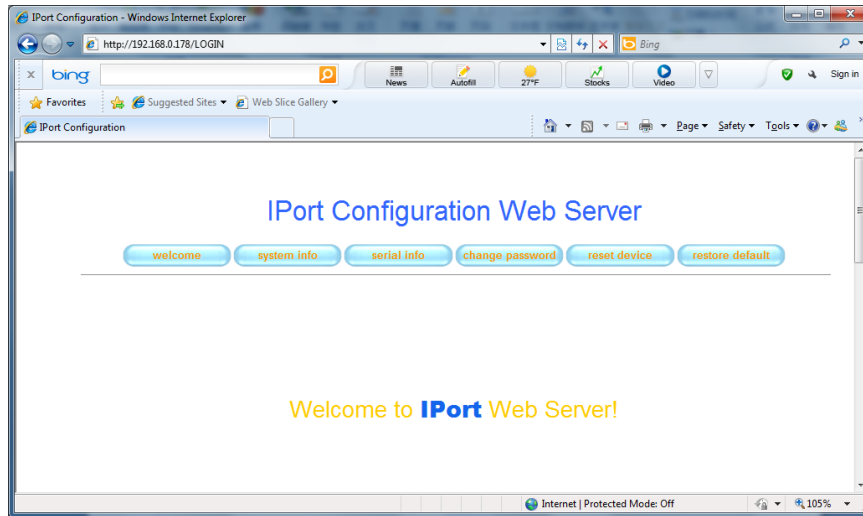 IPort Configuration - Windows Internet Explorer
http://192.168.0.178/LOGIN
Bing
x bing News Autofill 27°F Stocks Video Sign in
Favorites Suggested Sites Web Slice Gallery
IPort Configuration Page Safety Tools
IPort Configuration Web Server
welcome system info serial info change password reset device restore default
Welcome to IPort Web Server!
Internet | Protected Mode: Off 105%